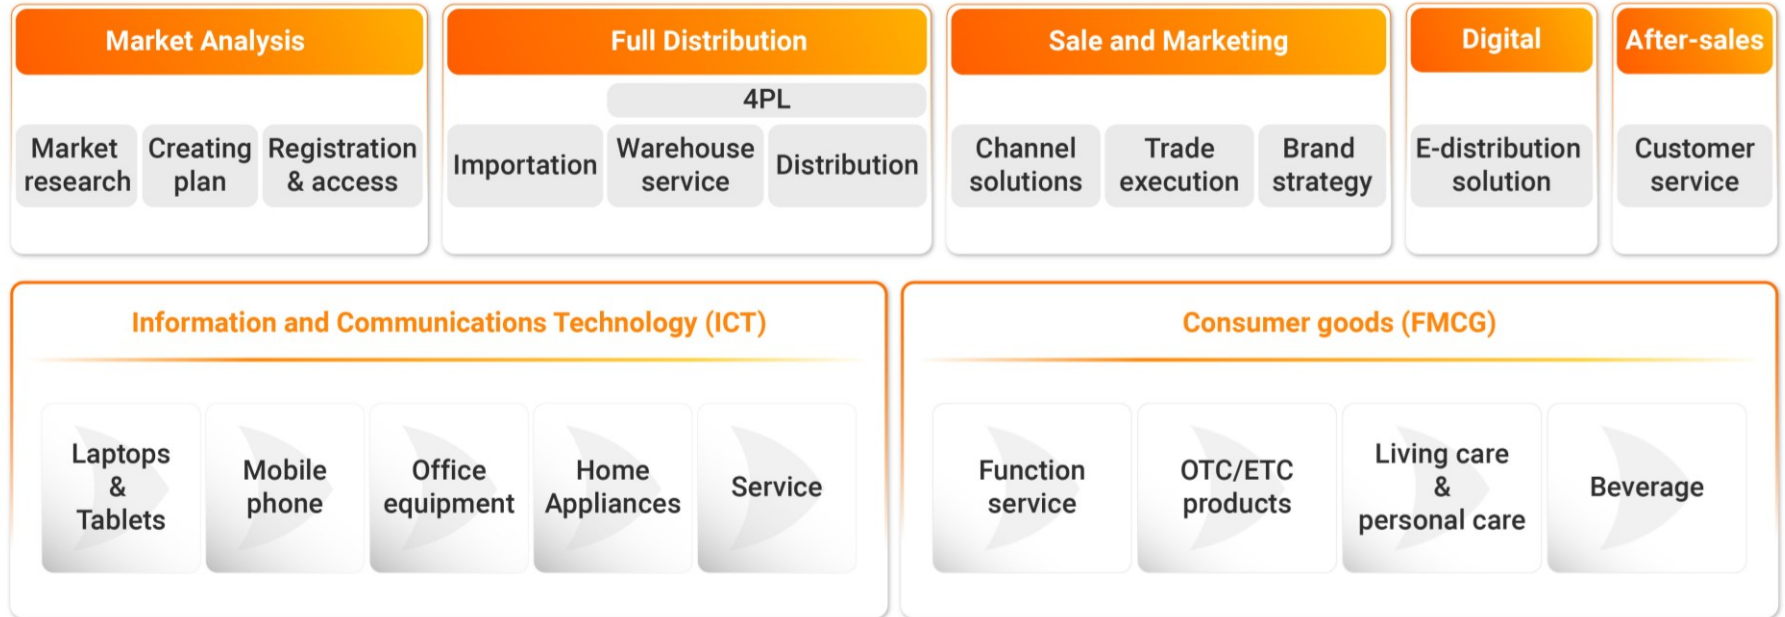 Market Analysis
Full Distribution
Sale and Marketing
Digital
After-sales
4PL
Market
research
Creating
plan
Registration
& access
Importation
Warehouse
service
Distribution
Channel
solutions
Trade
execution
Brand
strategy
E-distribution
solution
Customer
service
Information and Communications Technology (ICT)
Laptops
&
Tablets
Mobile
phone
Office
equipment
Home
Appliances
Service
Consumer goods (FMCG)
Function
service
OTC/ETC
products
Living care
&
personal care
Beverage